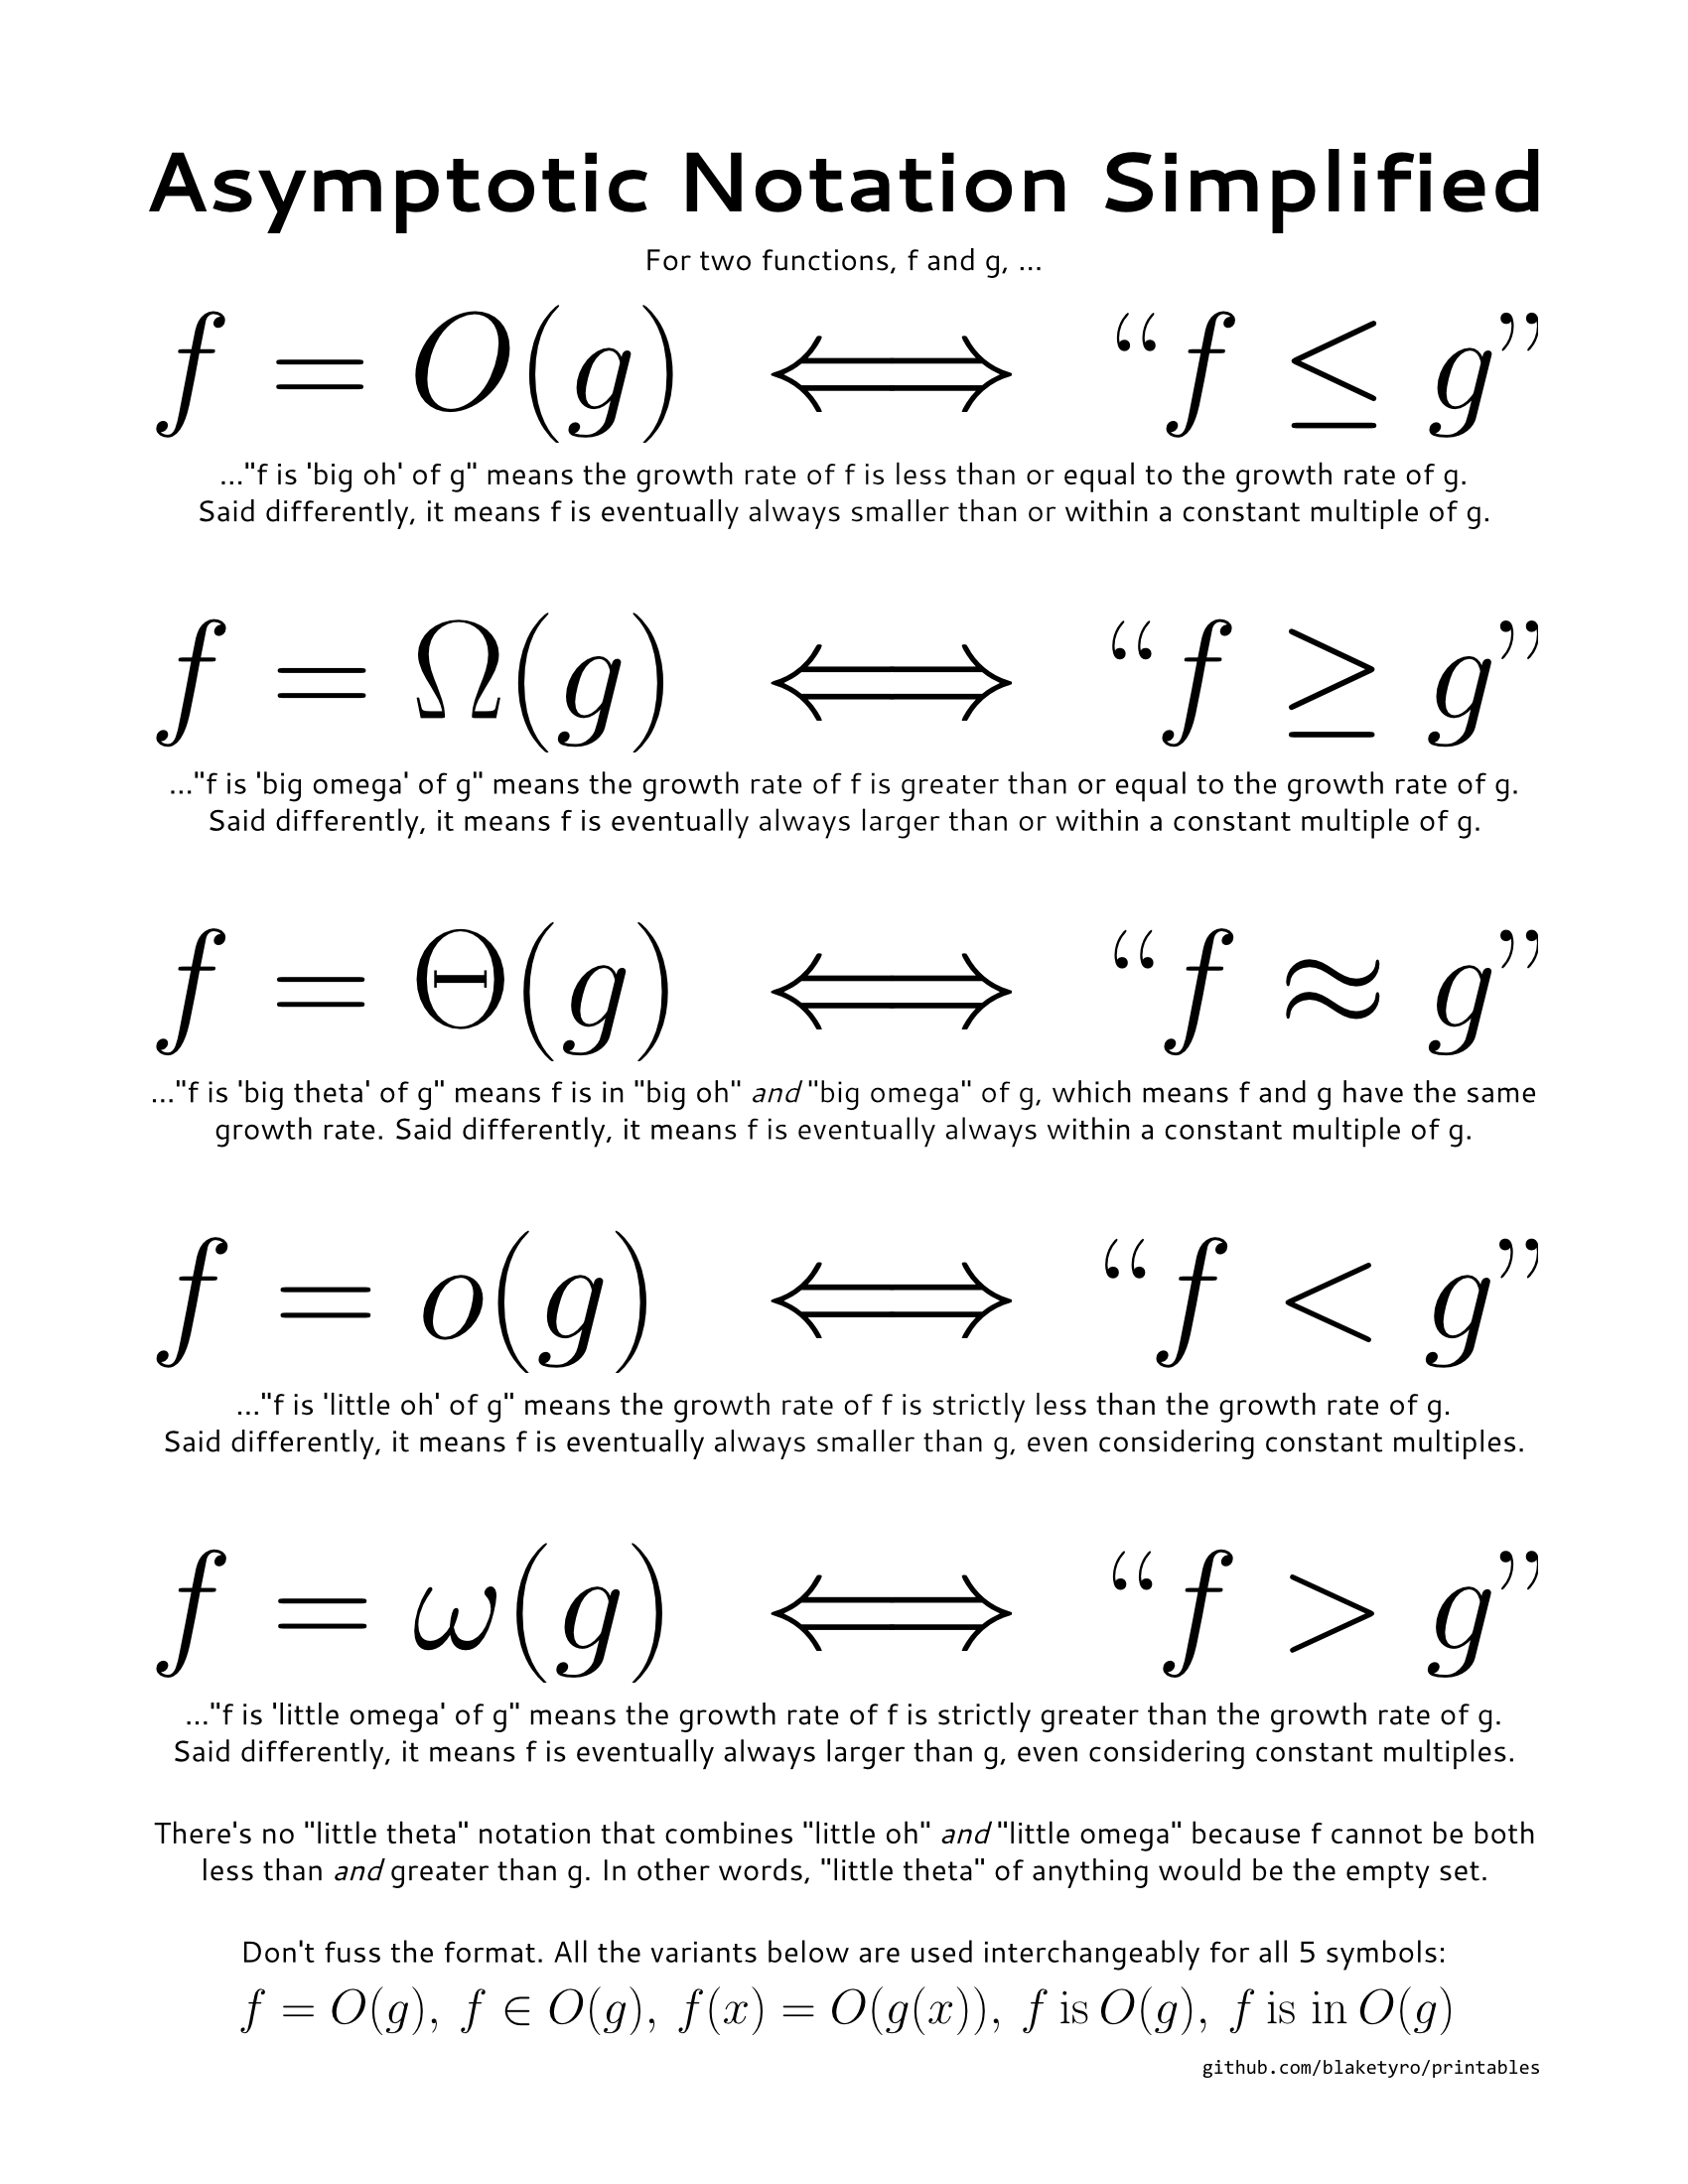 Asymptotic Notation Simplified
For two functions, f and g, ...
f = O(g) ⟺ “f ≤ g”
..."f is 'big oh' of g" means the growth rate of f is less than or equal to the growth rate of g.
Said differently, it means f is eventually always smaller than or within a constant multiple of g.
f = Ω(g) ⟺ “f ≥ g”
..."f is 'big omega' of g" means the growth rate of f is greater than or equal to the growth rate of g.
Said differently, it means f is eventually always larger than or within a constant multiple of g.
f = Θ(g) ⟺ “f ≈ g”
..."f is 'big theta' of g" means f is in "big oh" and "big omega" of g, which means f and g have the same
growth rate. Said differently, it means f is eventually always within a constant multiple of g.
f = o(g) ⟺ “f < g”
..."f is 'little oh' of g" means the growth rate of f is strictly less than the growth rate of g.
Said differently, it means f is eventually always smaller than g, even considering constant multiples.
f = ω(g) ⟺ “f > g”
..."f is 'little omega' of g" means the growth rate of f is strictly greater than the growth rate of g.
Said differently, it means f is eventually always larger than g, even considering constant multiples.
There's no "little theta" notation that combines "little oh" and "little omega" because f cannot be both
less than and greater than g. In other words, "little theta" of anything would be the empty set.
Don't fuss the format. All the variants below are used interchangeably for all 5 symbols:
f = O(g), f ∈ O(g), f(x) = O(g(x)), f is O(g), f is in O(g)
github.com/blaketyro/printables